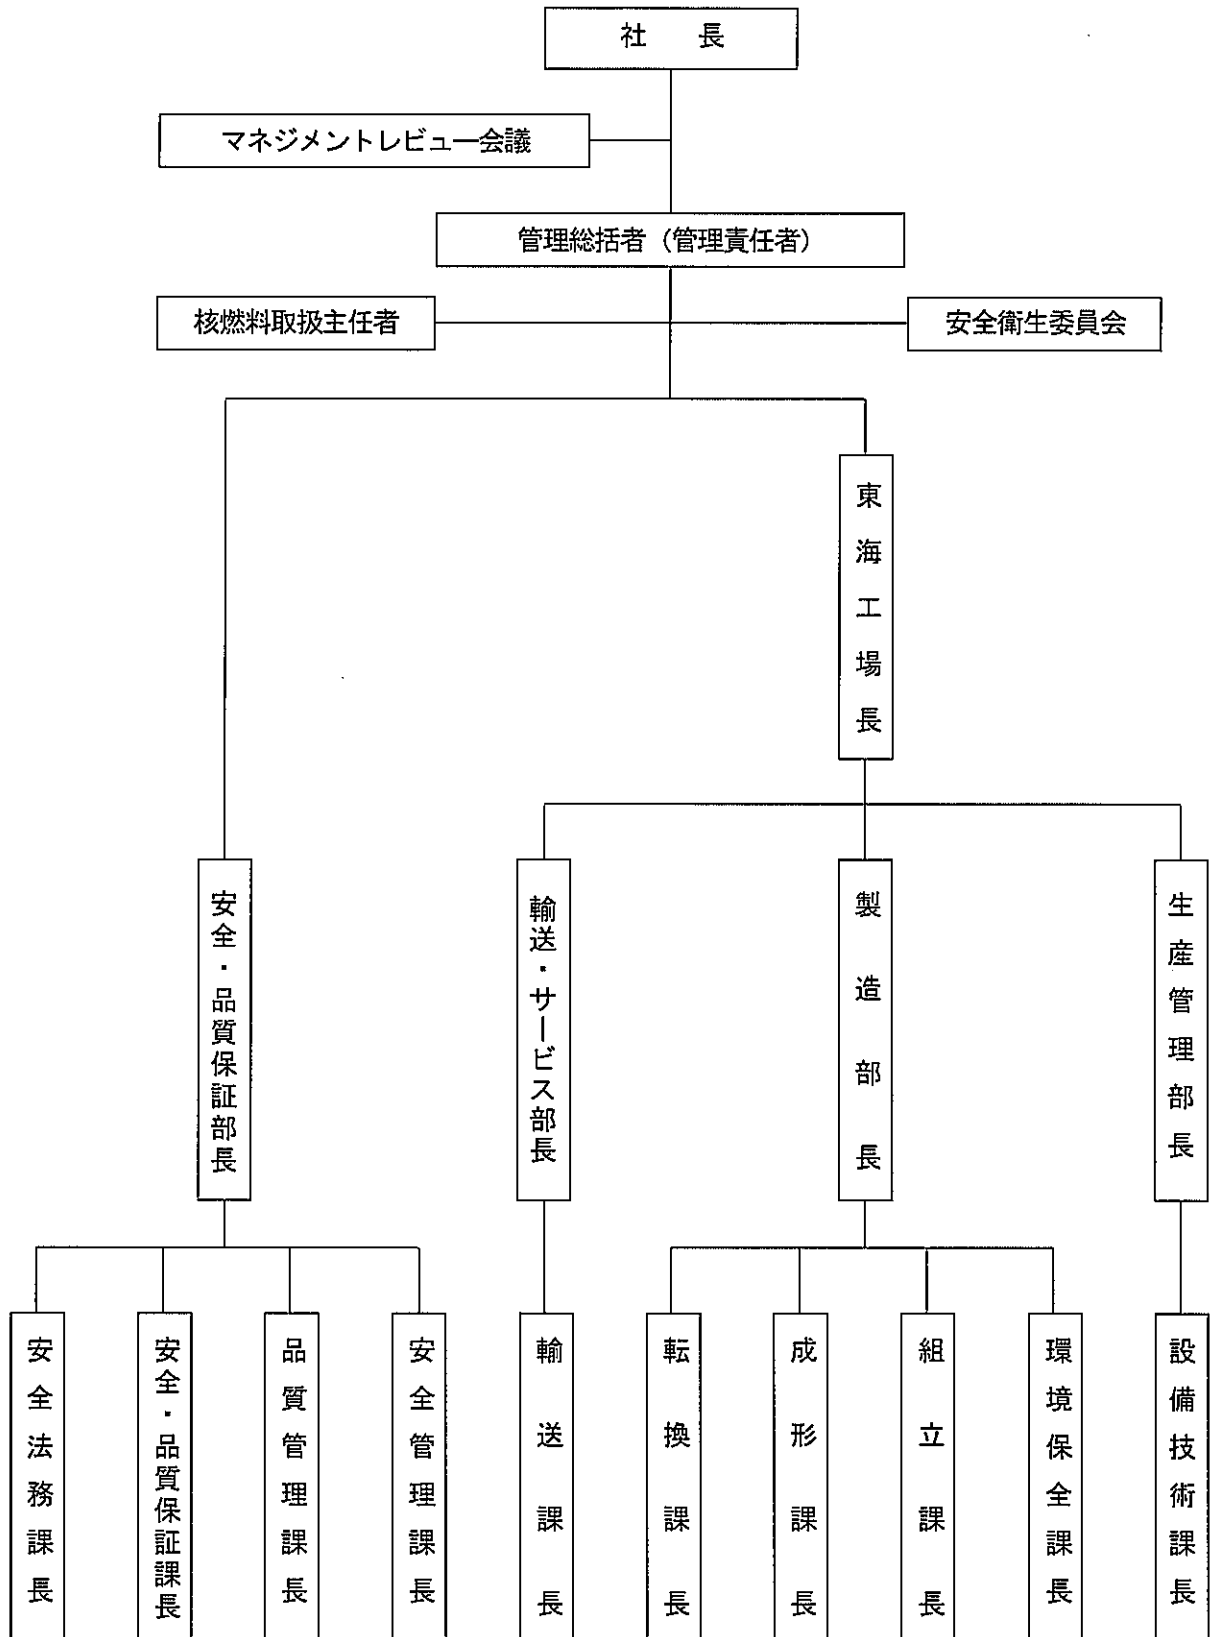 社　長
マネジメントレビュー会議
管理総括者（管理責任者）
核燃料取扱主任者
安全衛生委員会
東海工場長
安全・品質保証部長
輸送・サービス部長
製造部長
生産管理部長
安全法務課長
安全・品質保証課長
品質管理課長
安全管理課長
輸送課長
転換課長
成形課長
組立課長
環境保全課長
設備技術課長